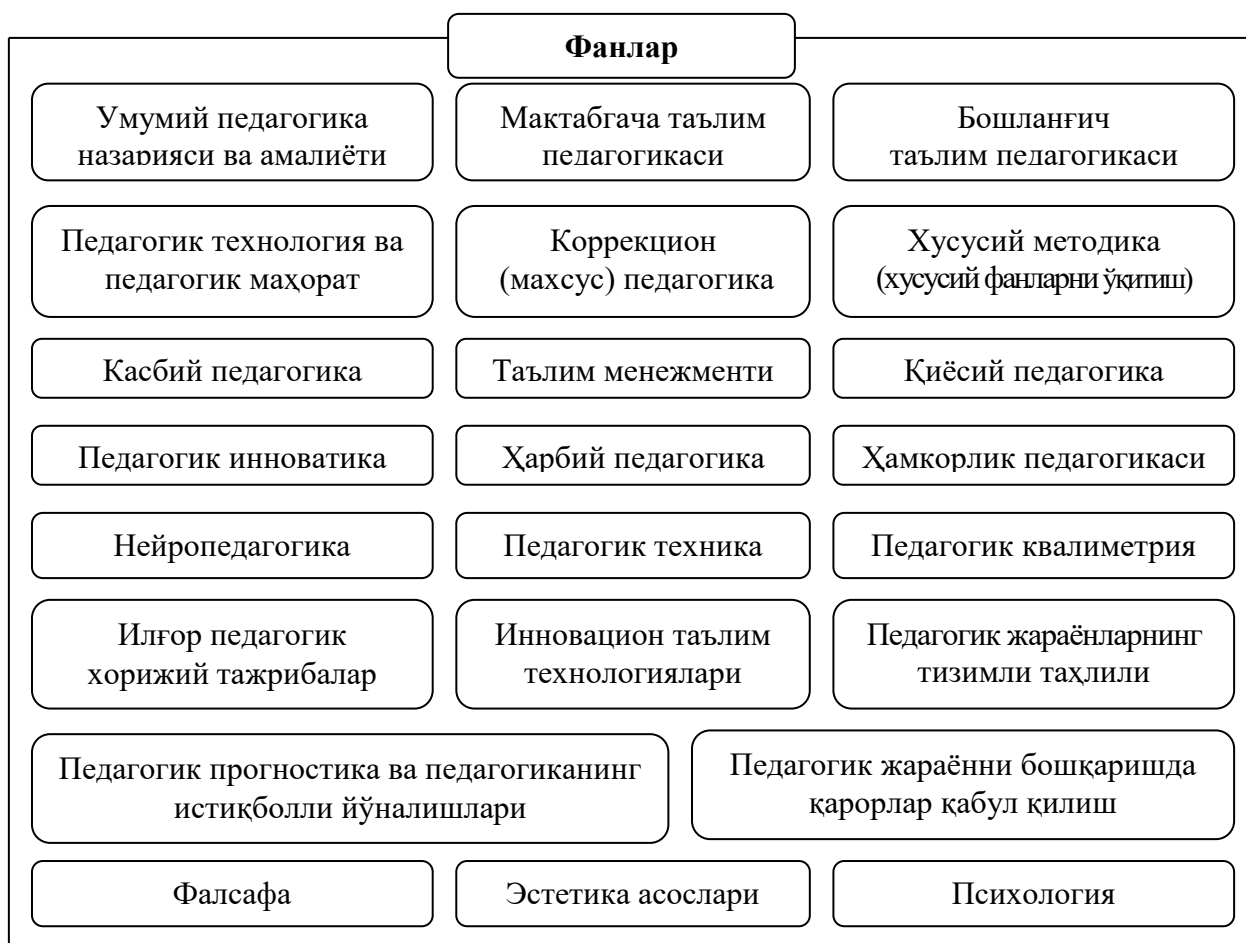 Фанлар
Умумий педагогика
назарияси ва амалиёти
Мактабгача таълим
педагогикаси
Бошланғич
таълим педагогикаси
Педагогик технология ва
педагогик маҳорат
Коррекцион
(махсус) педагогика
Хусусий методика
(хусусий фанларни ўқитиш)
Касбий педагогика
Таълим менежменти
Қиёсий педагогика
Педагогик инноватика
Ҳарбий педагогика
Ҳамкорлик педагогикаси
Нейропедагогика
Педагогик техника
Педагогик квалиметрия
Илғор педагогик
хорижий тажрибалар
Инновацион таълим
технологиялари
Педагогик жараёнларнинг
тизимли таҳлили
Педагогик прогностика ва педагогиканинг
истиқболли йўналишлари
Педагогик жараённи бошқаришда
қарорлар қабул қилиш
Фалсафа
Эстетика асослари
Психология